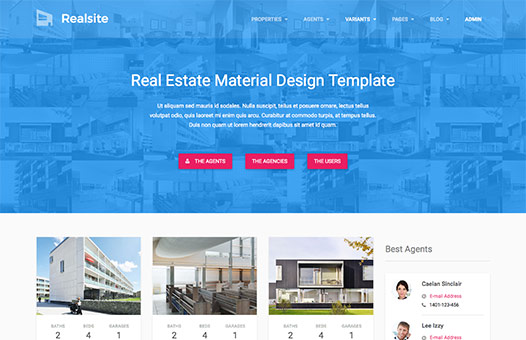 Realsite
PROPERTIES AGENTS VARIANTS PAGES BLOG ADMIN
Real Estate Material Design Template
Ut aliquam sed mauris id sodales. Nulla suscipit, tellus et posuere ornare, lectus tellus
volutpat odio, quis laoreet mi enim quis arcu. Curabitur at commodo turpis, at tempus tellus.
Duis non quam ut lorem hendrerit dapibus sit amet id quam.
THE AGENTS THE AGENCIES THE USERS
Best Agents
Caelan Sinclair
E-mail Address
1401-123-456
Lee Izzy
E-mail Address
BATHS BEDS GARAGES
2 4 1
BATHS BEDS GARAGES
2 4 1
BATHS BEDS GARAGES
2 4 1